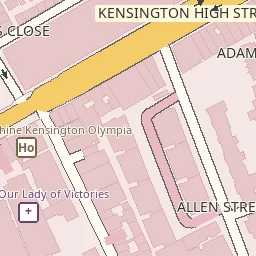 KENSINGTON HIGH STR
S CLOSE
ADAM
hine Kensington Olympia
Ho
Our Lady of Victories
+
ALLEN STRE